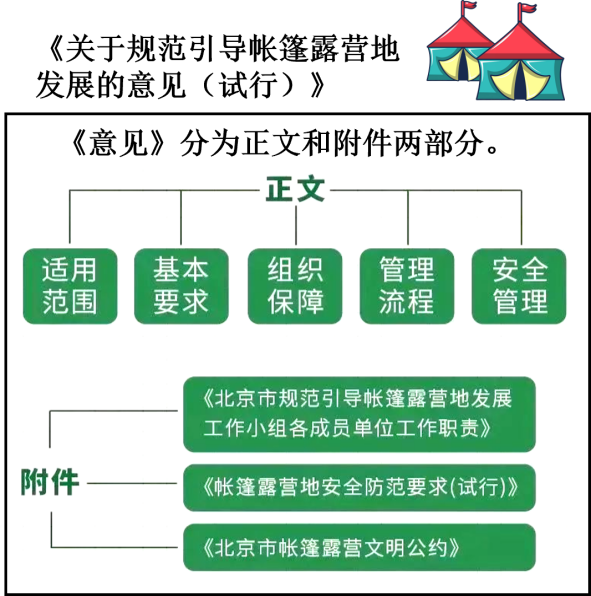 《关于规范引导帐篷露营地
发展的意见（试行）》
《意见》分为正文和附件两部分。
正文
适用
范围
基本
要求
组织
保障
管理
流程
安全
管理
附件
《北京市规范引导帐篷露营地发展
工作小组各成员单位工作职责》
《帐篷露营地安全防范要求(试行)》
《北京市帐篷露营文明公约》